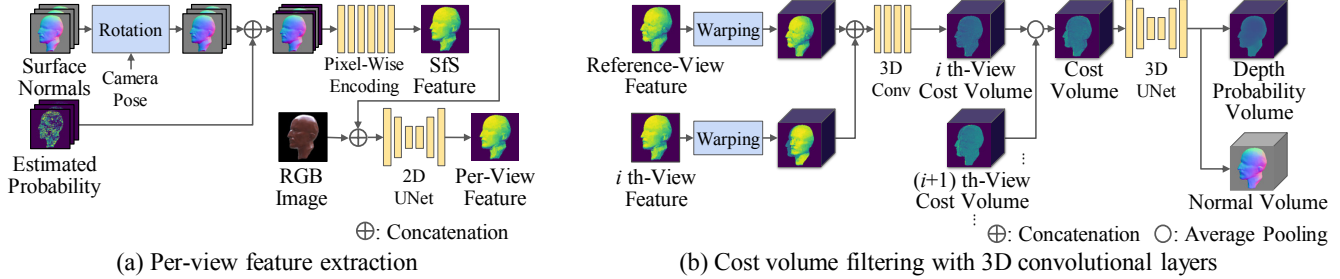 Surface
Normals
Rotation
Camera
Pose
Estimated
Probability
Pixel-Wise
Encoding
SfS
Feature
RGB
Image
2D
UNet
Per-View
Feature
⊕: Concatenation
(a) Per-view feature extraction
Reference-View
Feature
Warping
i th-View
Feature
Warping
3D
Conv
i th-View
Cost Volume
(i+1) th-View
Cost Volume
⋮
⋮
Cost
Volume
3D
UNet
Depth
Probability
Volume
Normal Volume
⊕: Concatenation ○: Average Pooling
(b) Cost volume filtering with 3D convolutional layers